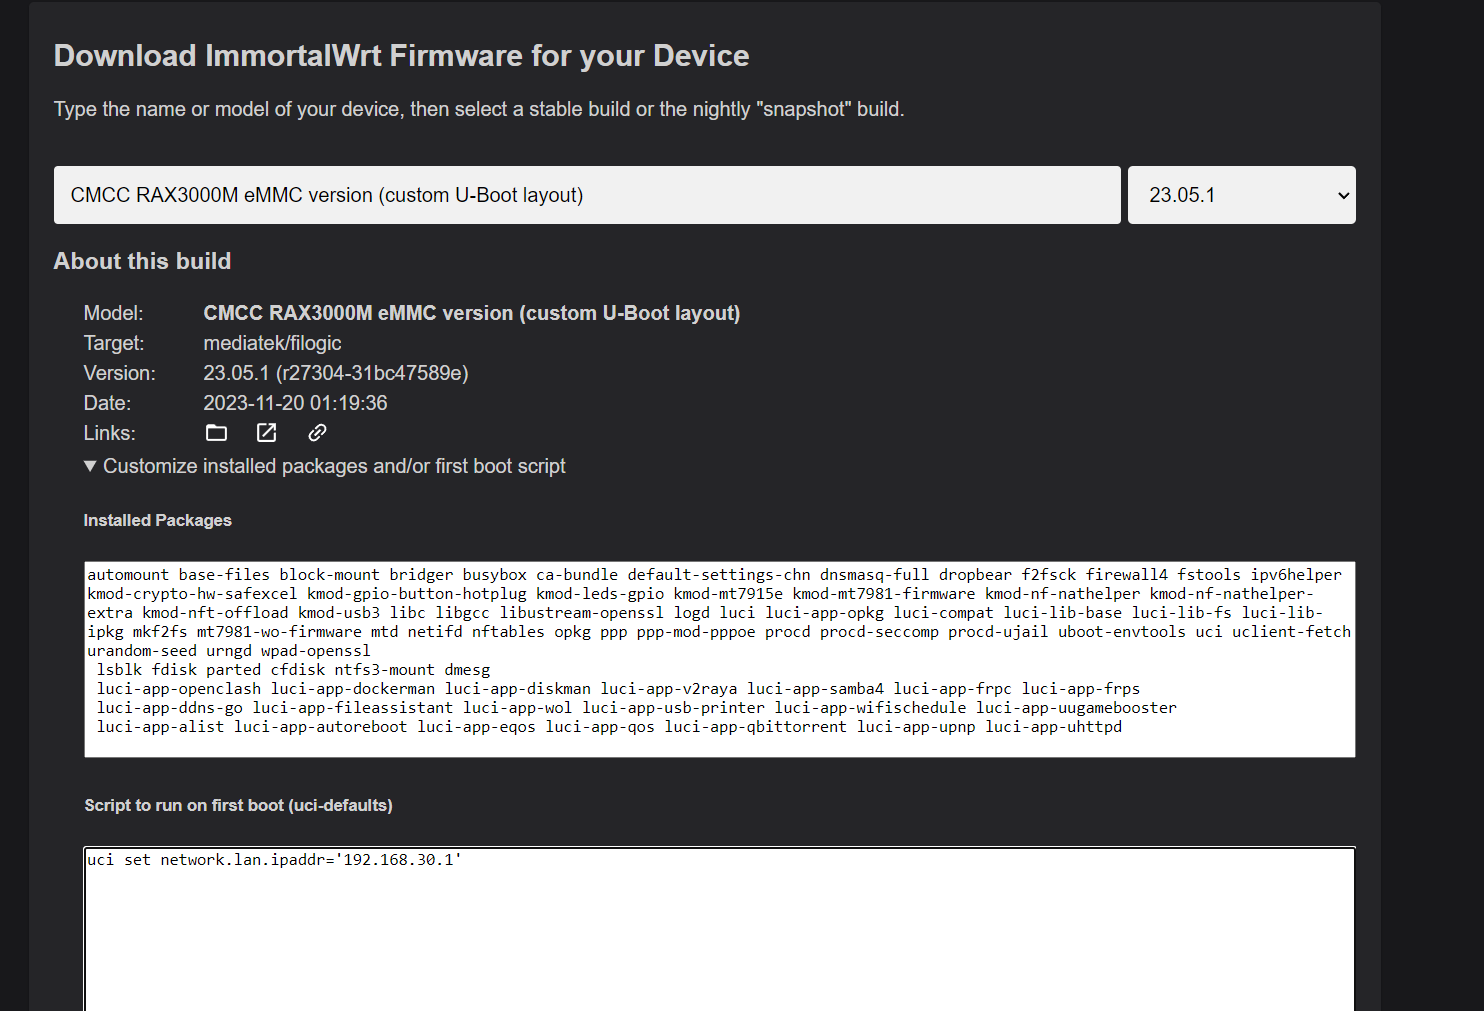 Download ImmortalWrt Firmware for your Device
Type the name or model of your device, then select a stable build or the nightly "snapshot" build.
CMCC RAX3000M eMMC version (custom U-Boot layout)
23.05.1
About this build
Model: CMCC RAX3000M eMMC version (custom U-Boot layout)
Target: mediatek/filogic
Version: 23.05.1 (r27304-31bc47589e)
Date: 2023-11-20 01:19:36
Links:
▼ Customize installed packages and/or first boot script
Installed Packages
automount base-files block-mount bridger busybox ca-bundle default-settings-chn dnsmasq-full dropbear f2fsck firewall4 fstools ipv6helper
kmod-crypto-hw-safexcel kmod-gpio-button-hotplug kmod-leds-gpio kmod-mt7915e kmod-mt7981-firmware kmod-nf-nathelper kmod-nf-nathelper-
extra kmod-nft-offload kmod-usb3 libc libgcc libustream-openssl logd luci luci-app-opkg luci-compat luci-lib-base luci-lib-fs luci-lib-
ipkg mkf2fs mt7981-wo-firmware mtd netifd nftables opkg ppp ppp-mod-pppoe procd procd-seccomp procd-ujail uboot-envtools uci uclient-fetch
urandom-seed urngd wpad-openssl
lsblk fdisk parted cfdisk ntfs3-mount dmesg
luci-app-openclash luci-app-dockerman luci-app-diskman luci-app-v2raya luci-app-samba4 luci-app-frpc luci-app-frps
luci-app-ddns-go luci-app-fileassistant luci-app-wol luci-app-usb-printer luci-app-wifischedule luci-app-uugamebooster
luci-app-alist luci-app-autoreboot luci-app-eqos luci-app-qos luci-app-qbittorrent luci-app-upnp luci-app-uhttpd
Script to run on first boot (uci-defaults)
uci set network.lan.ipaddr='192.168.30.1'